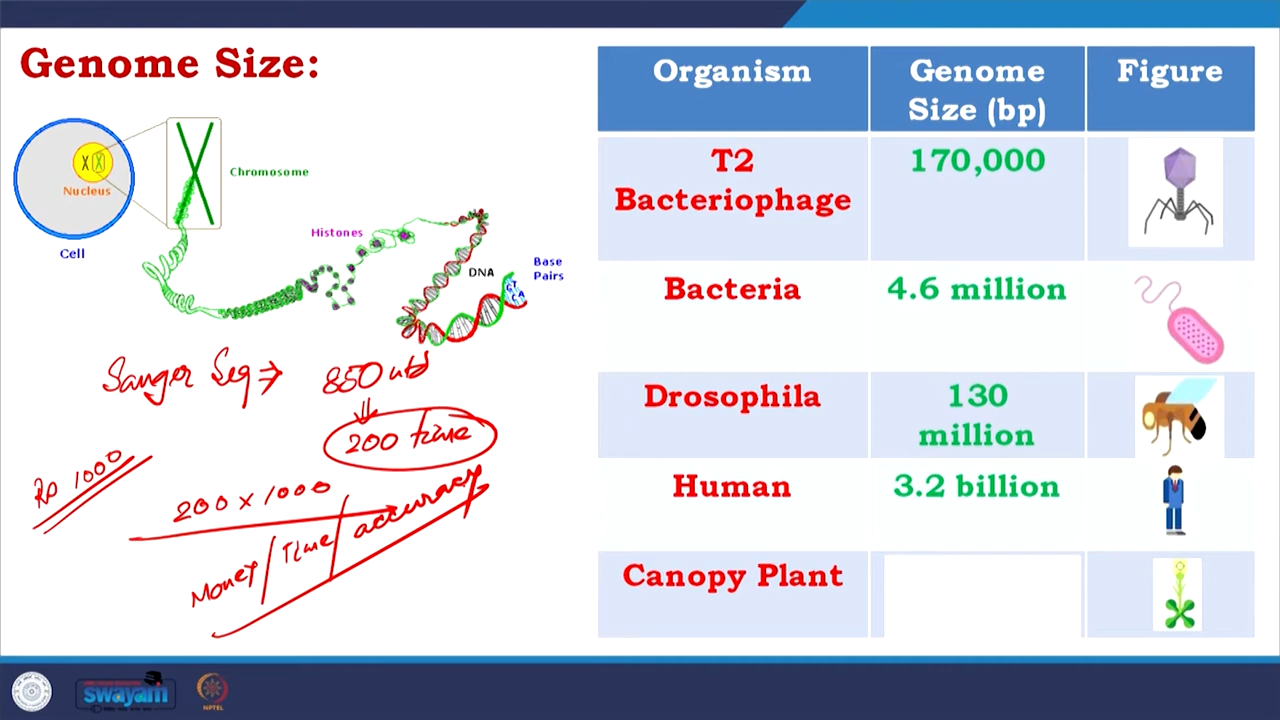 Genome Size:
Chromosome
Nucleus
Cell
Histones
DNA
Base
Pairs
Sanger Seq → 850 ntd
200 time
Rs 1000
200 x 1000
Money / Time / accuracy
Organism Genome Size (bp) Figure
T2 Bacteriophage 170,000
Bacteria 4.6 million
Drosophila 130 million
Human 3.2 billion
Canopy Plant
swayam
NPTEL